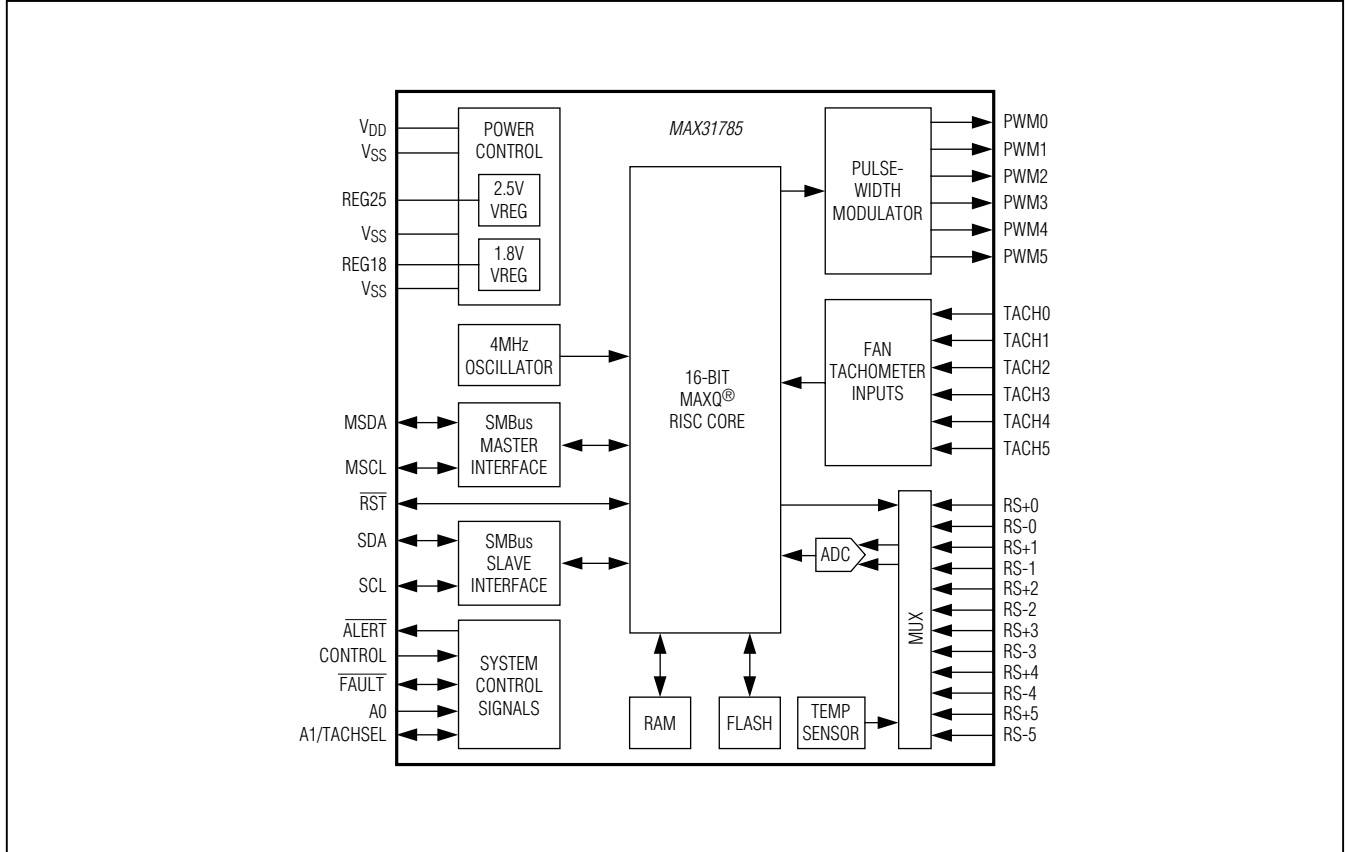 MAX31785
VDD
VSS
REG25
VSS
REG18
VSS
POWER
CONTROL
2.5V
VREG
1.8V
VREG
4MHz
OSCILLATOR
MSDA
MSCL
SMBus
MASTER
INTERFACE
RST
SDA
SCL
SMBus
SLAVE
INTERFACE
ALERT
CONTROL
FAULT
A0
A1/TACHSEL
SYSTEM
CONTROL
SIGNALS
16-BIT
MAXQ®
RISC CORE
RAM
FLASH
PULSE-
WIDTH
MODULATOR
PWM0
PWM1
PWM2
PWM3
PWM4
PWM5
FAN
TACHOMETER
INPUTS
TACH0
TACH1
TACH2
TACH3
TACH4
TACH5
ADC
MUX
TEMP
SENSOR
RS+0
RS-0
RS+1
RS-1
RS+2
RS-2
RS+3
RS-3
RS+4
RS-4
RS+5
RS-5